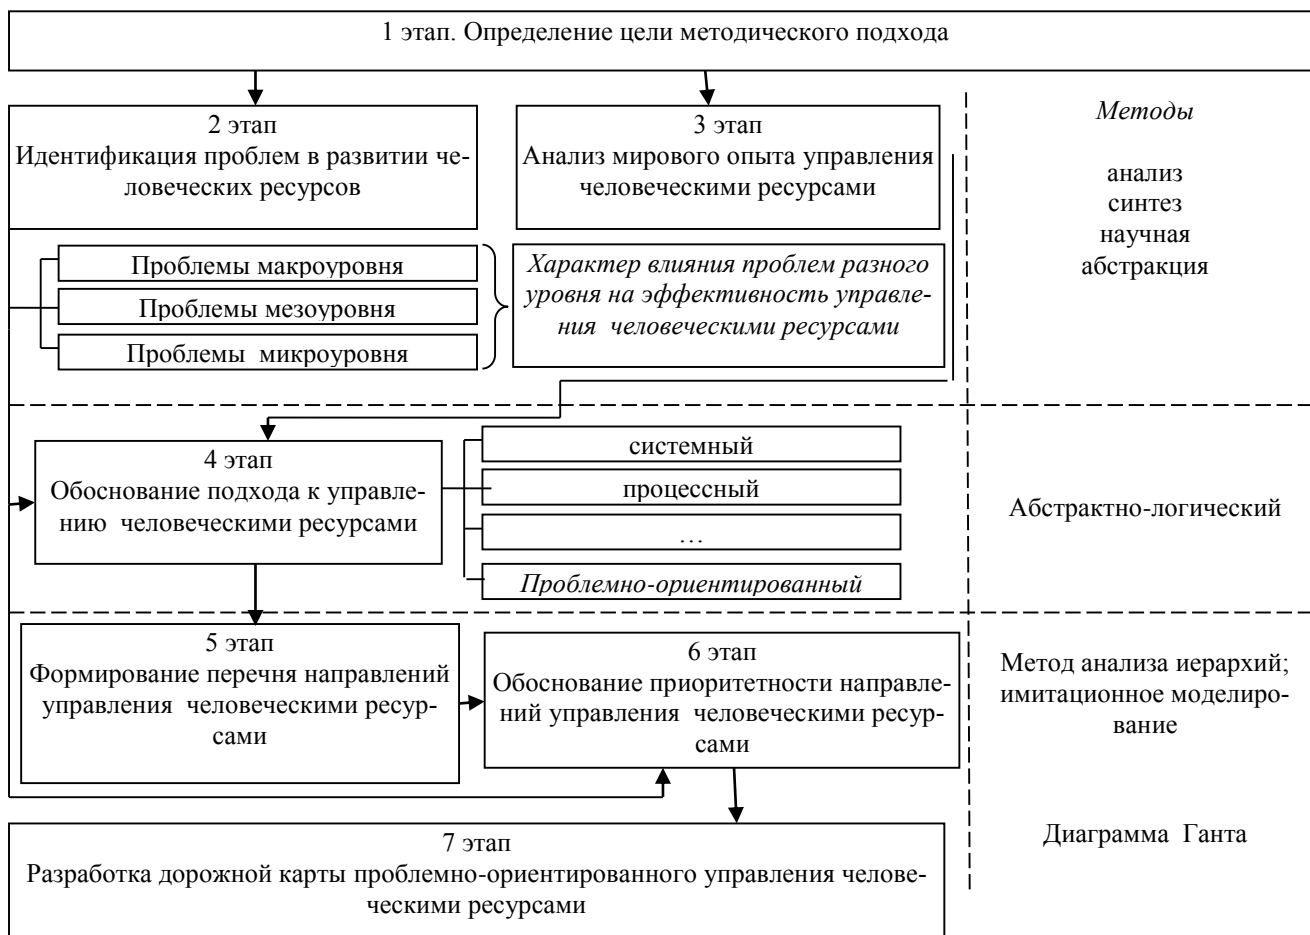 1 этап. Определение цели методического подхода
2 этап
Идентификация проблем в развитии че-
ловеческих ресурсов
3 этап
Анализ мирового опыта управления
человеческими ресурсами
Методы
анализ
синтез
научная
абстракция
Проблемы макроуровня
Проблемы мезоуровня
Проблемы микроуровня
Характер влияния проблем разного
уровня на эффективность управле-
ния человеческими ресурсами
4 этап
Обоснование подхода к управле-
нию человеческими ресурсами
системный
процессный
…
Проблемно-ориентированный
Абстрактно-логический
5 этап
Формирование перечня направлений
управления человеческими ресур-
сами
6 этап
Обоснование приоритетности направле-
ний управления человеческими ресур-
сами
Метод анализа иерархий;
имитационное моделиро-
вание
7 этап
Разработка дорожной карты проблемно-ориентированного управления челове-
ческими ресурсами
Диаграмма Ганта